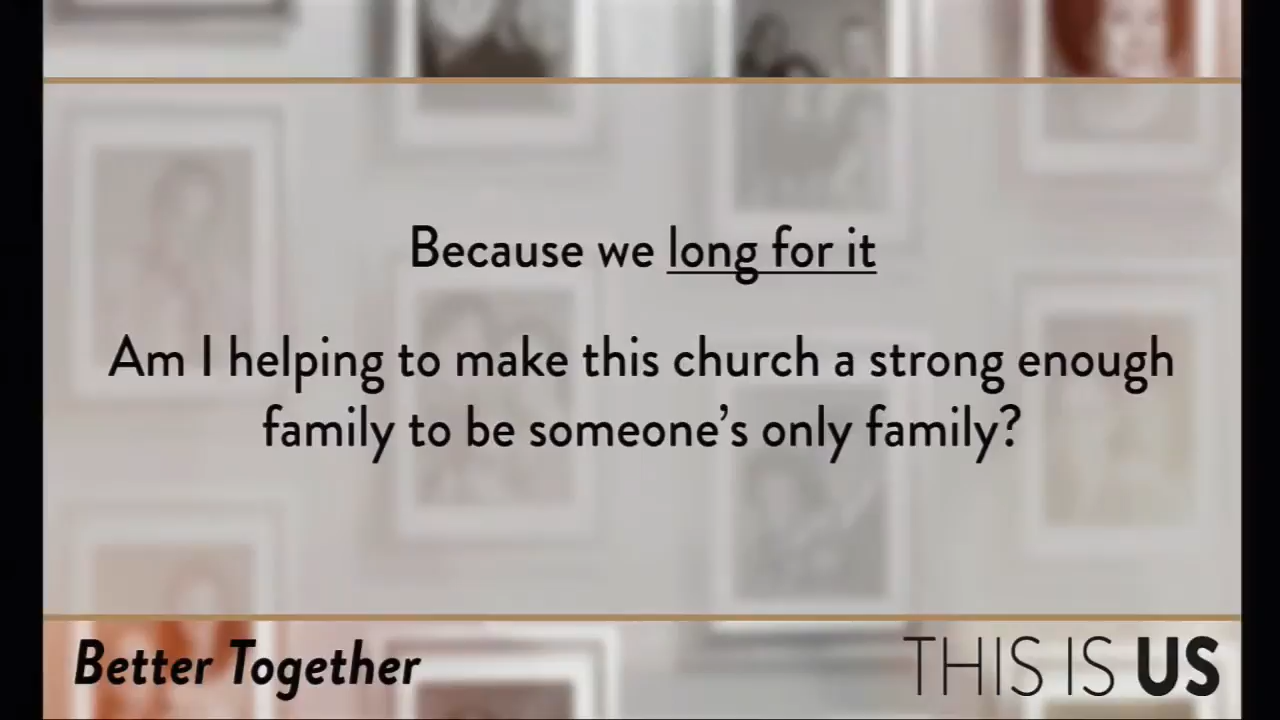 Because we long for it
Am I helping to make this church a strong enough
family to be someone’s only family?
Better Together
THIS IS US